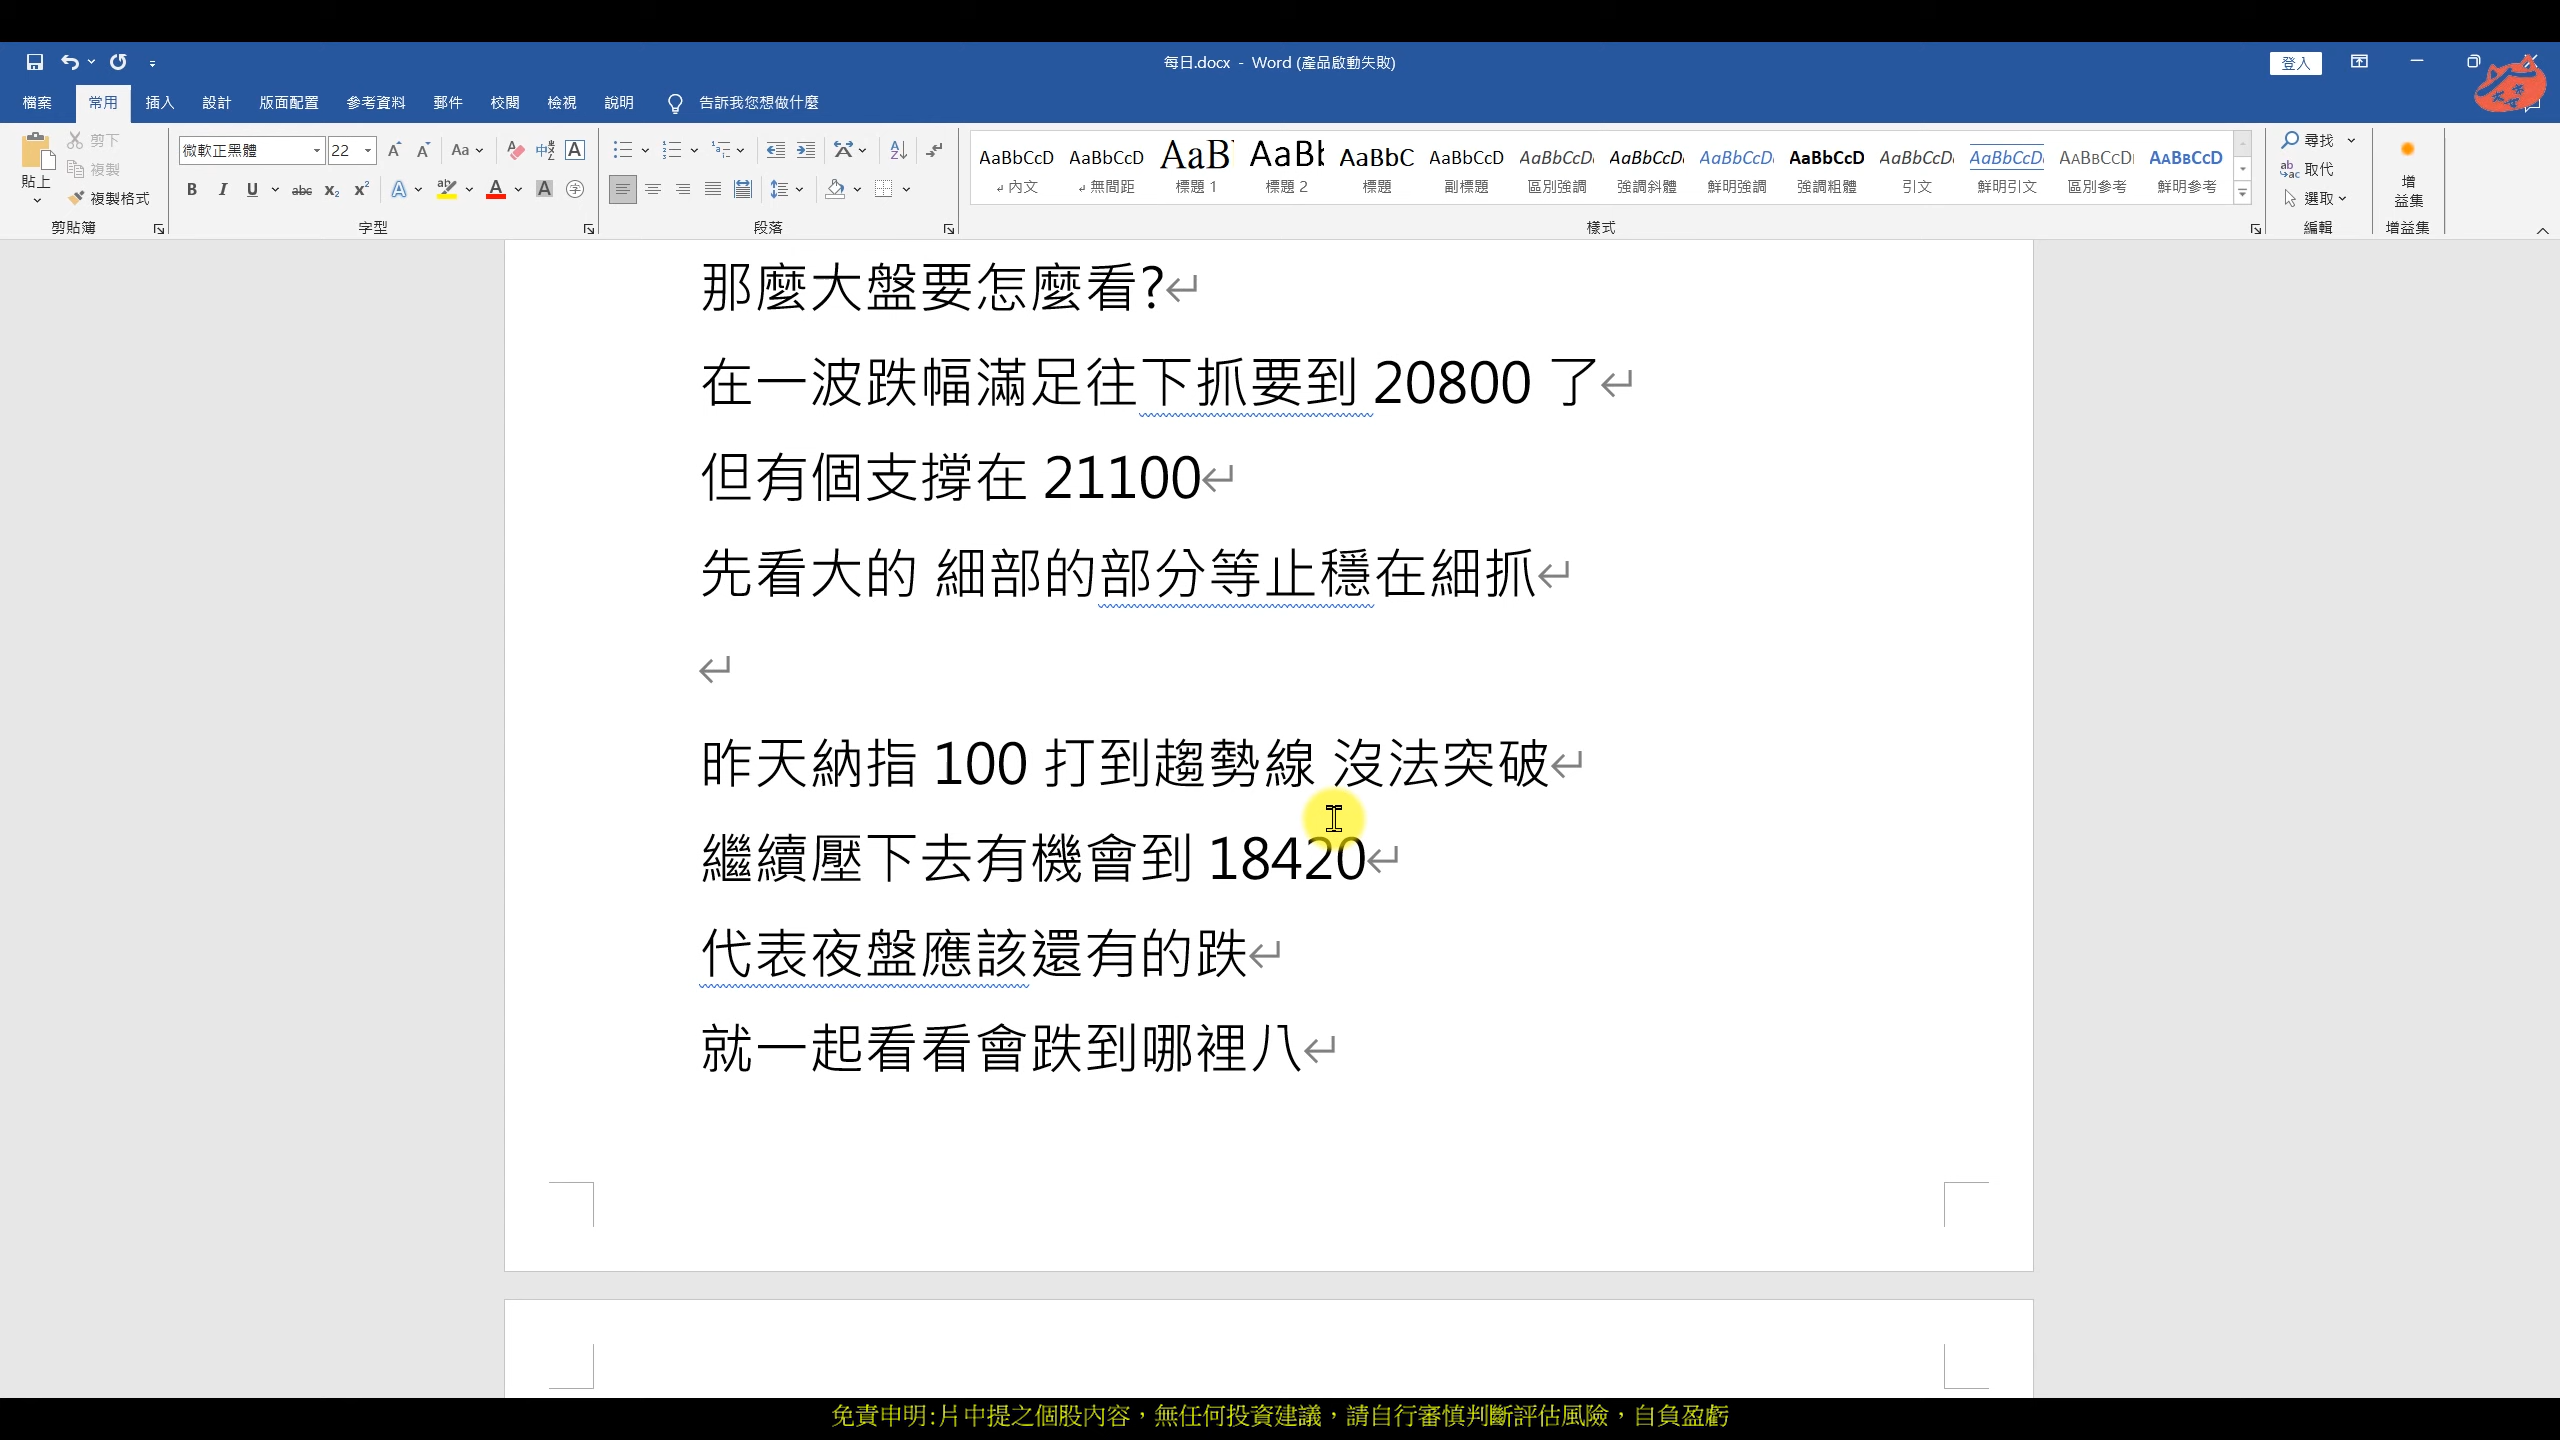 每日.docx - Word (產品啟動失敗)
登入
檔案 常用 插入 設計 版面配置 參考資料 郵件 校閱 檢視 說明 告訴我您想做什麼
貼上
剪下
複製
複製格式
剪貼簿
微軟正黑體 22
字型
段落
AaBbCcD AaBbCcD AaB AaBb AaBbC AaBbCcD AaBbCcD AaBbCcD AaBbCcD AaBbCcD AaBbCcD AaBbCcD AaBbCcD AaBbCcD
內文 無間距 標題 1 標題 2 標題 副標題 區別強調 強調斜體 鮮明強調 強調粗體 引文 鮮明引文 區別參考 鮮明參考
樣式
尋找
取代
選取
編輯
增
益集
增益集
那麼大盤要怎麼看?
在一波跌幅滿足往下抓要到 20800 了
但有個支撐在 21100
先看大的 細部的部分等止穩在細抓
昨天納指 100 打到趨勢線 沒法突破
繼續壓下去有機會到 18420
代表夜盤應該還有的跌
就一起看看會跌到哪裡八
免責申明:片中提之個股內容，無任何投資建議，請自行審慎判斷評估風險，自負盈虧